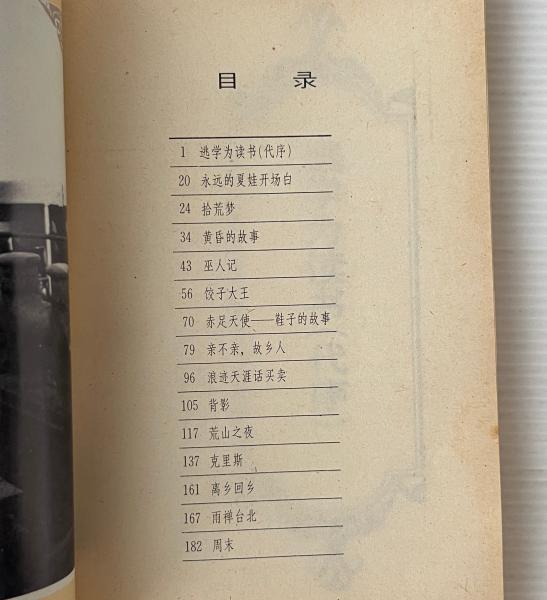 目 录
1 逃学为读书(代序)
20 永远的夏娃开场白
24 拾荒梦
34 黄昏的故事
43 巫人记
56 饺子大王
70 赤足天使——鞋子的故事
79 亲不亲，故乡人
96 浪迹天涯话买卖
105 背影
117 荒山之夜
137 克里斯
161 离乡回乡
167 雨禅台北
182 周末